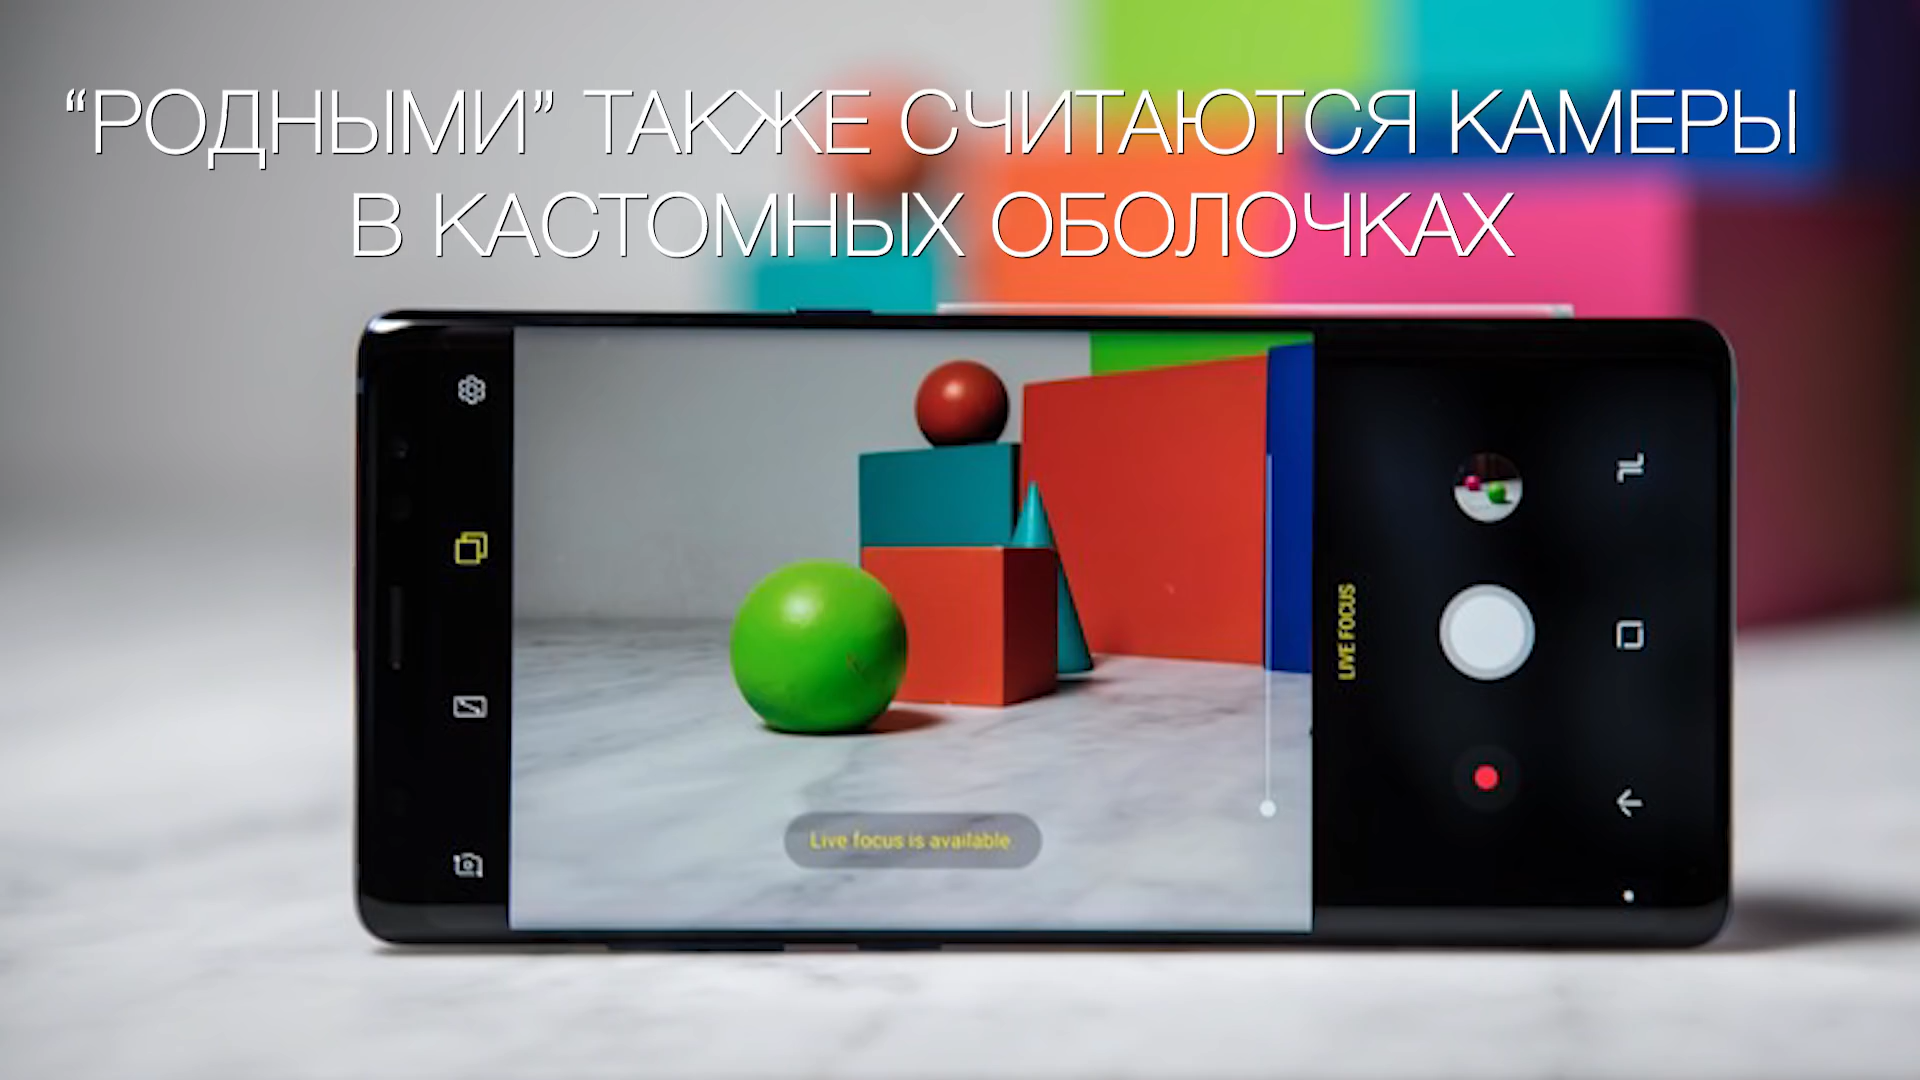 “РОДНЫМИ” ТАКЖЕ СЧИТАЮТСЯ КАМЕРЫ
В КАСТОМНЫХ ОБОЛОЧКАХ
LIVE FOCUS
Live focus is available.